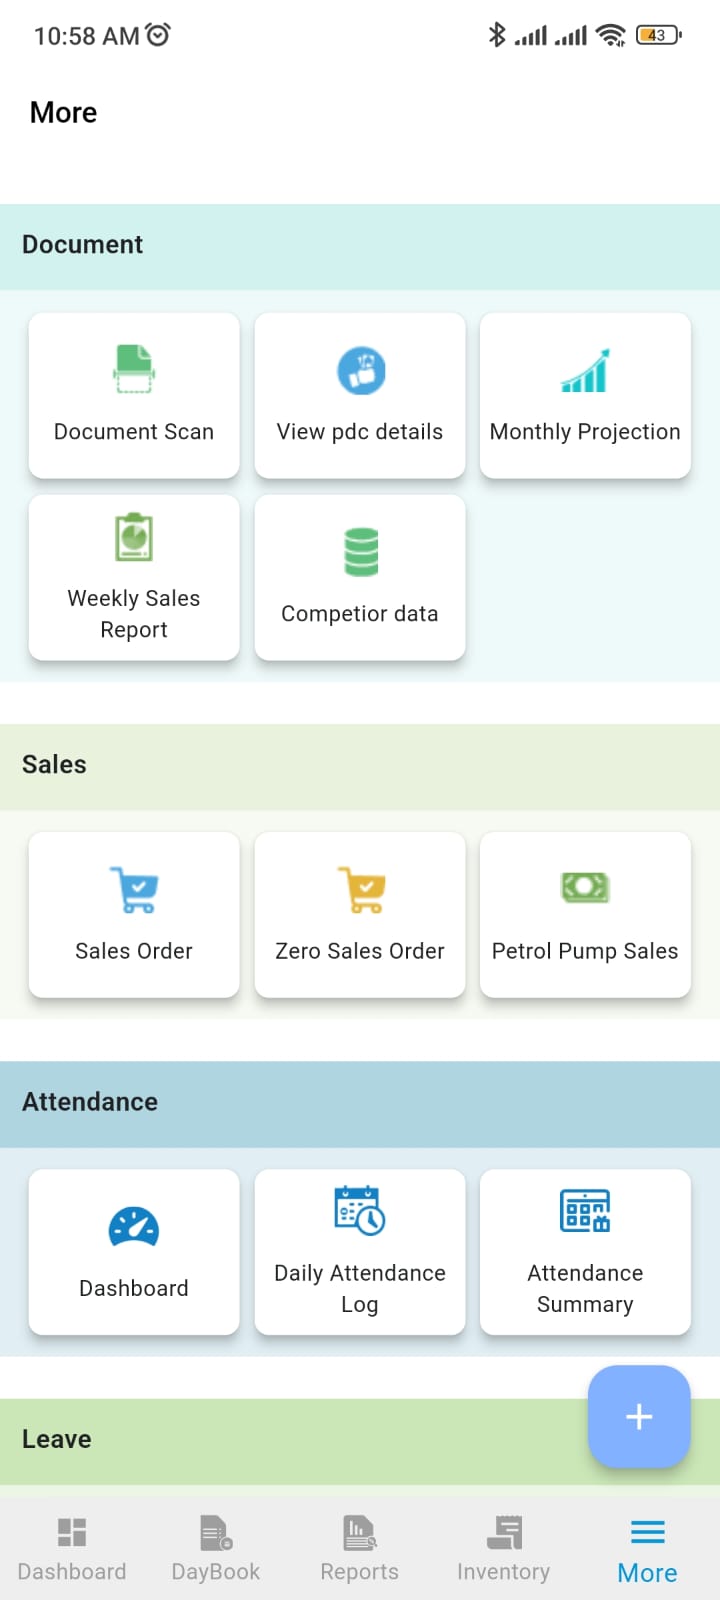 10:58 AM
43
More
Document
Document Scan
View pdc details
Monthly Projection
Weekly Sales
Report
Competior data
Sales
Sales Order
Zero Sales Order
Petrol Pump Sales
Attendance
Dashboard
Daily Attendance
Log
Attendance
Summary
Leave
+
Dashboard
DayBook
Reports
Inventory
More